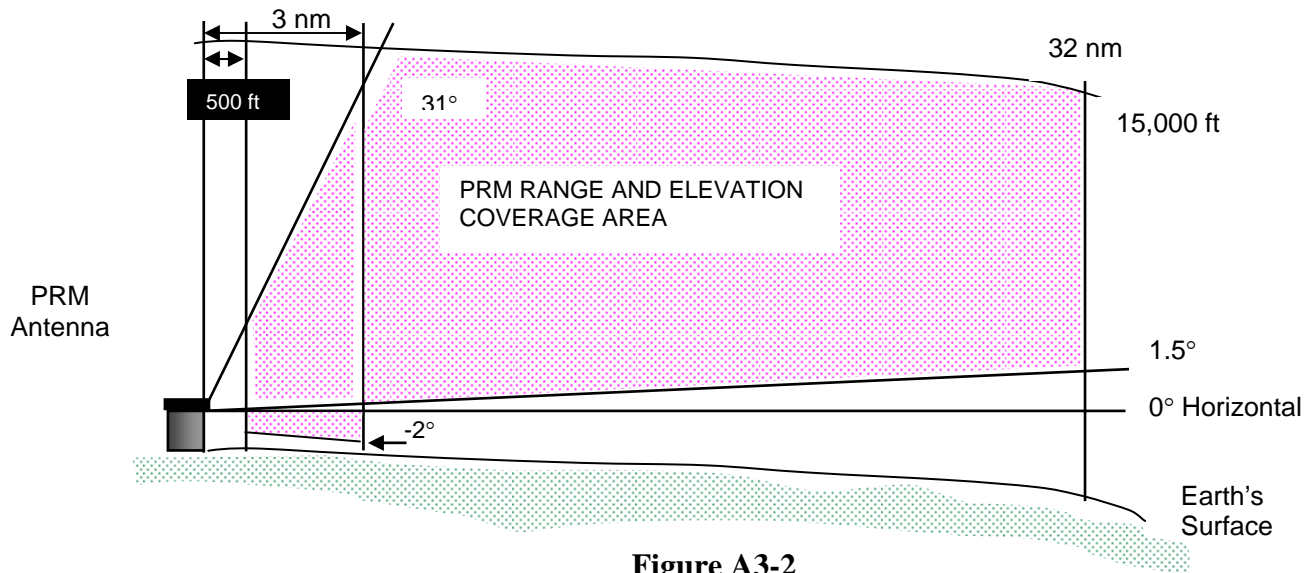 3 nm
32 nm
500 ft
31°
15,000 ft
PRM RANGE AND ELEVATION
COVERAGE AREA
PRM
Antenna
1.5°
0° Horizontal
-2°
Earth's
Surface
Figure A3-2